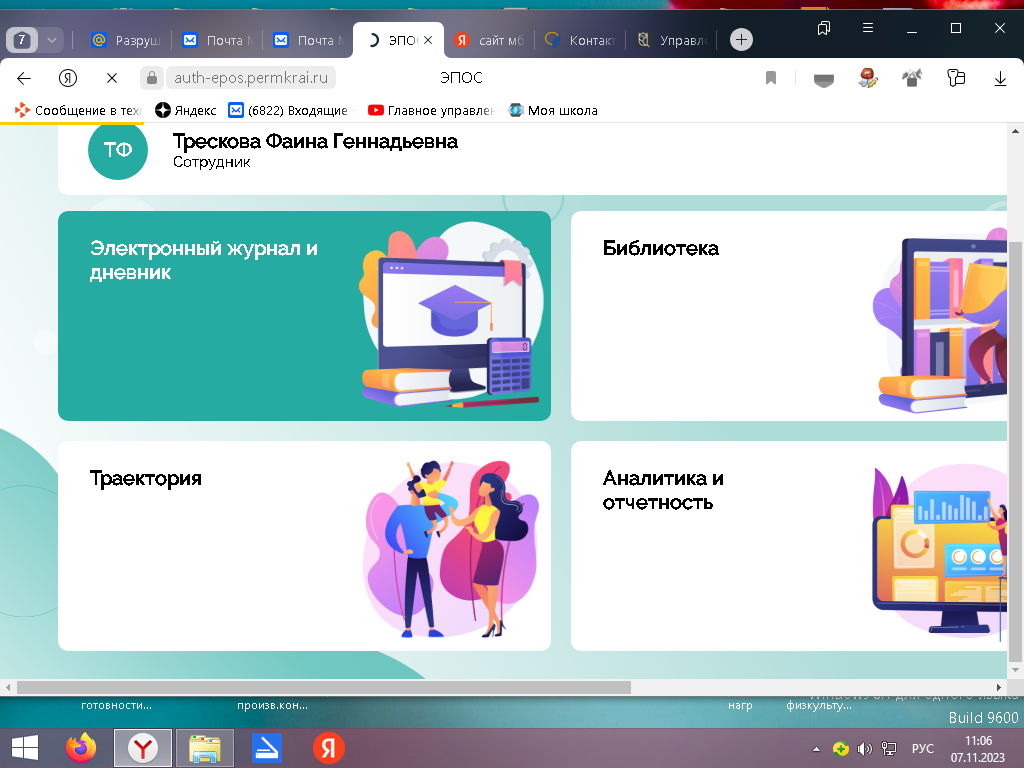 7
Разруш
Почта М
Почта М
ЭПОС
сайт мб
Контакт
Управл
auth-epos.permkrai.ru
ЭПОС
Сообщение в тех
Яндекс
(6822) Входящие
Главное управлен
Моя школа
ТФ
Трескова Фаина Геннадьевна
Сотрудник
Электронный журнал и
дневник
Библиотека
Траектория
Аналитика и
отчетность
готовности...
произв.кон...
нагр
физкульту...
Build 9600
РУС
11:06
07.11.2023